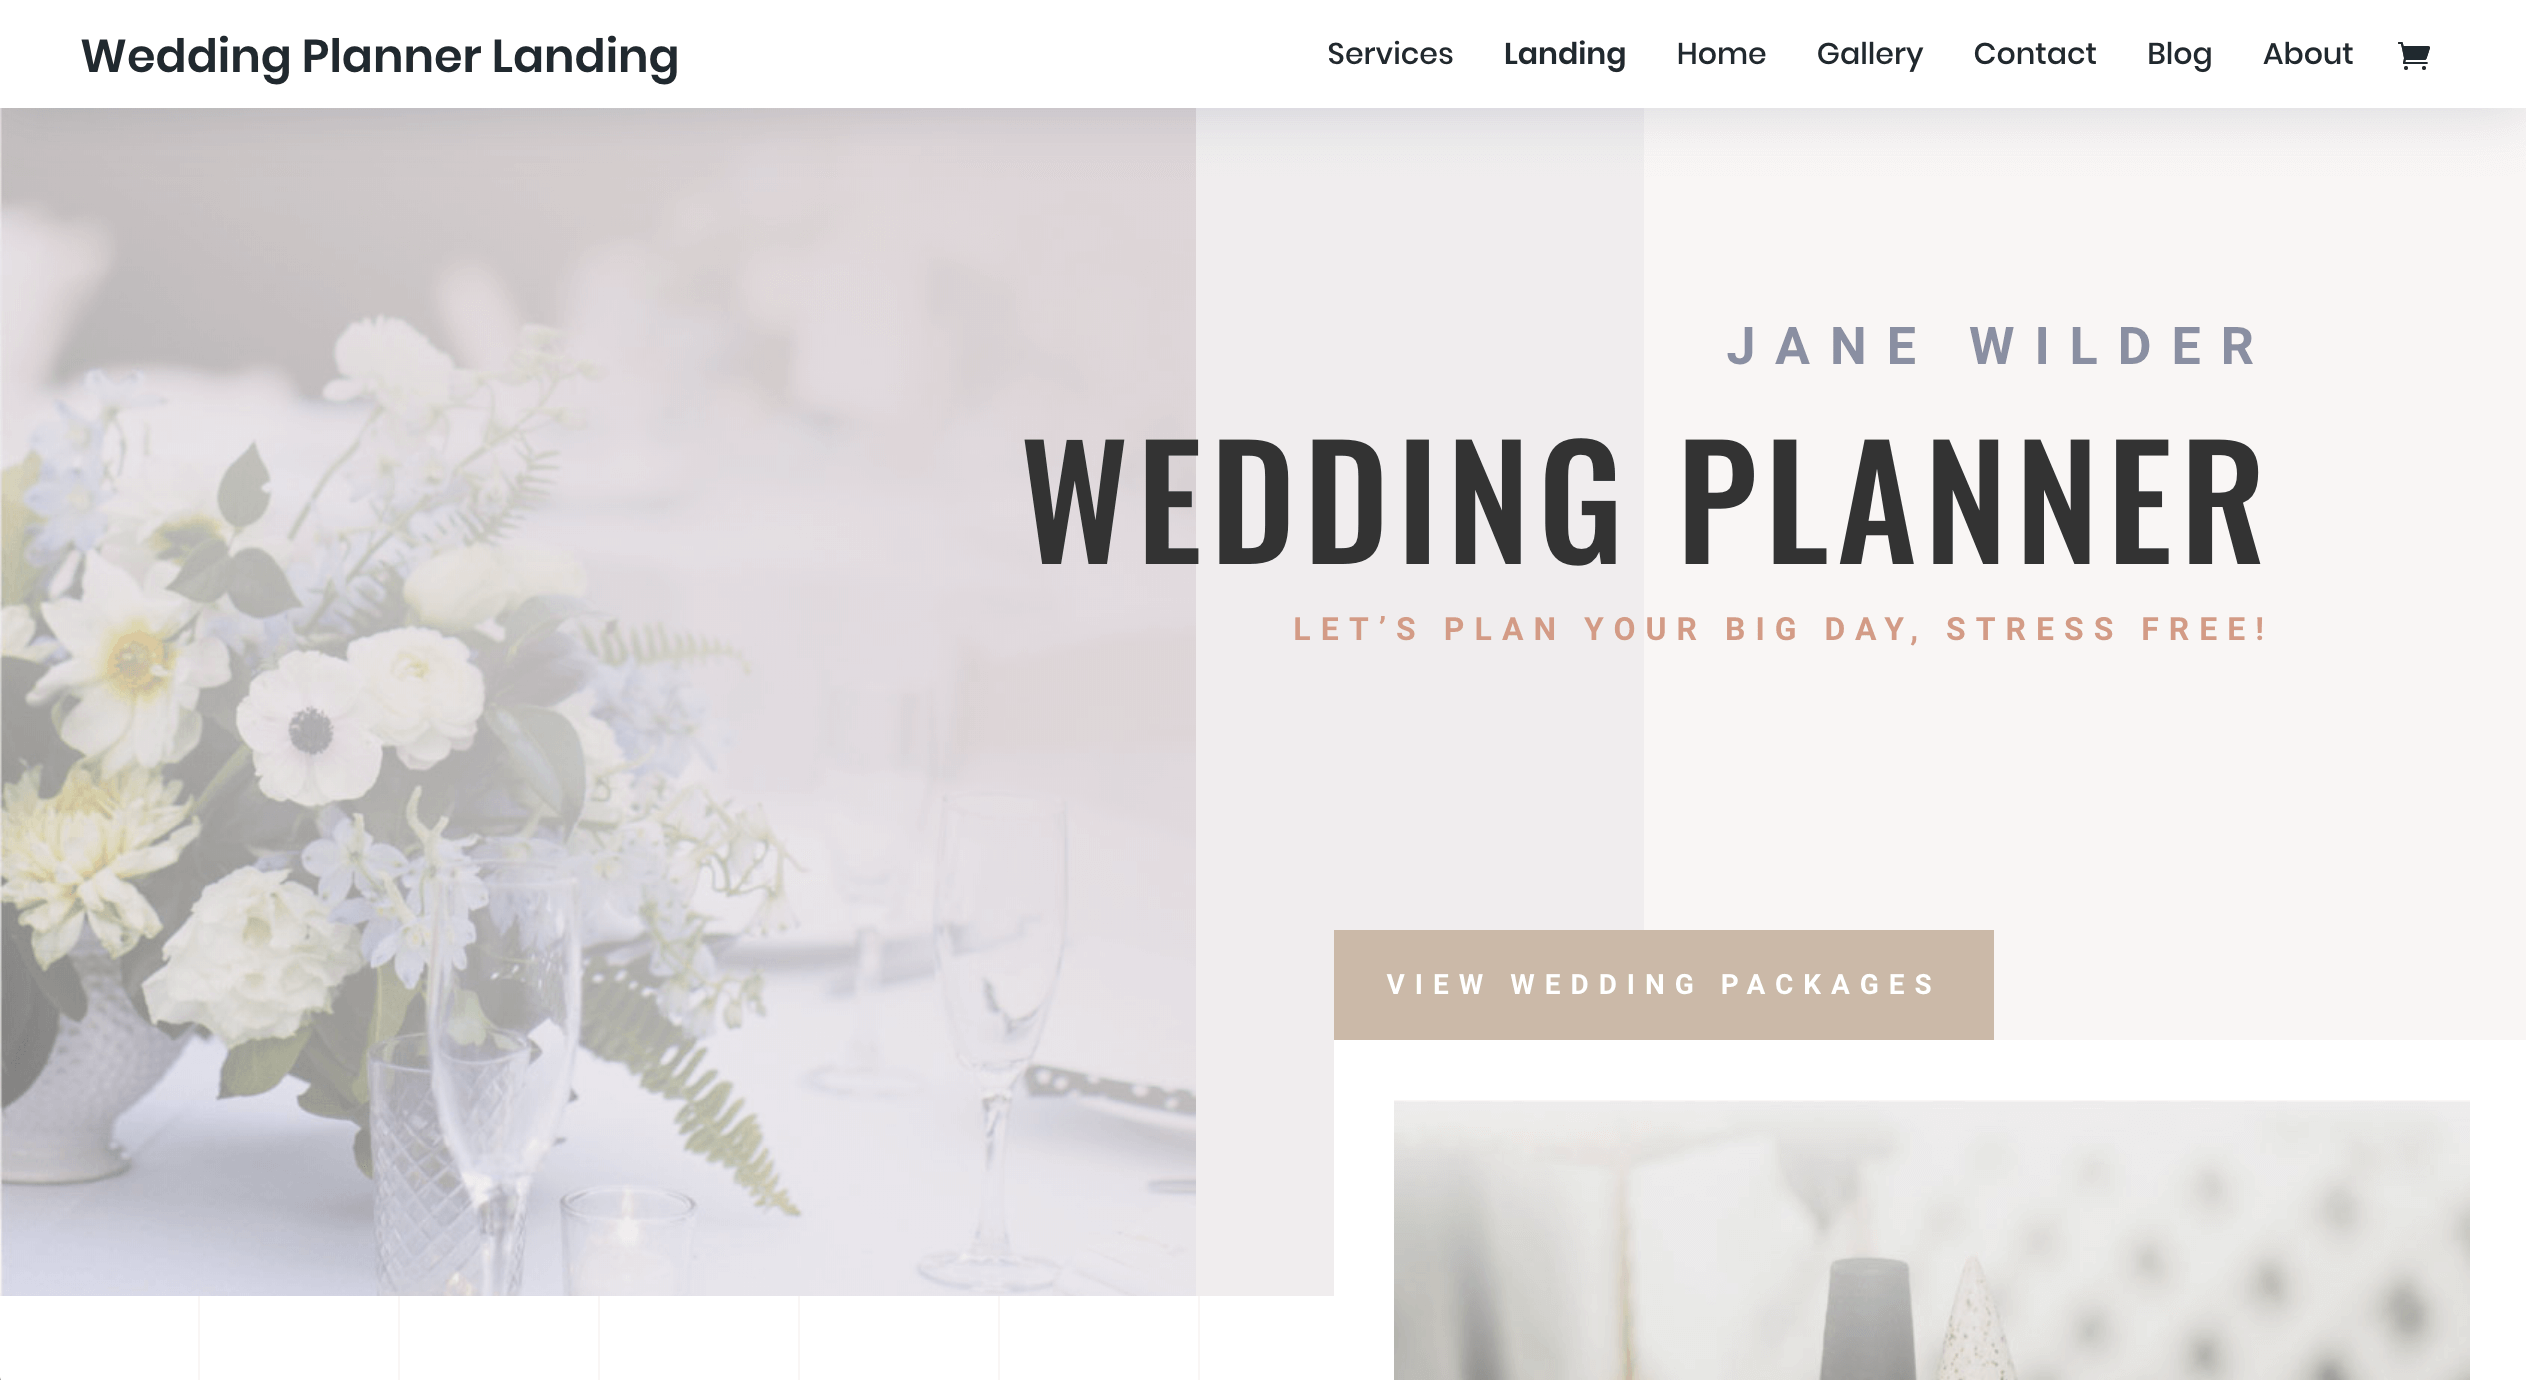 Wedding Planner Landing
Services Landing Home Gallery Contact Blog About
JANE WILDER
WEDDING PLANNER
LET’S PLAN YOUR BIG DAY, STRESS FREE!
VIEW WEDDING PACKAGES